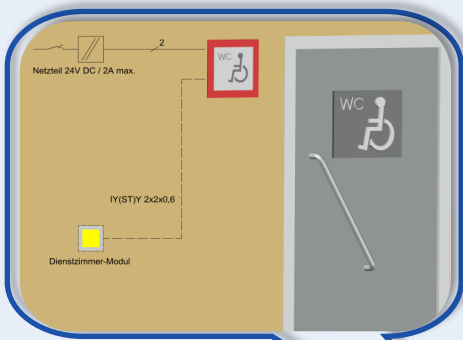 2
Netzteil 24V DC / 2A max.
WC
WC
IY(ST)Y 2x2x0,6
Dienstzimmer-Modul